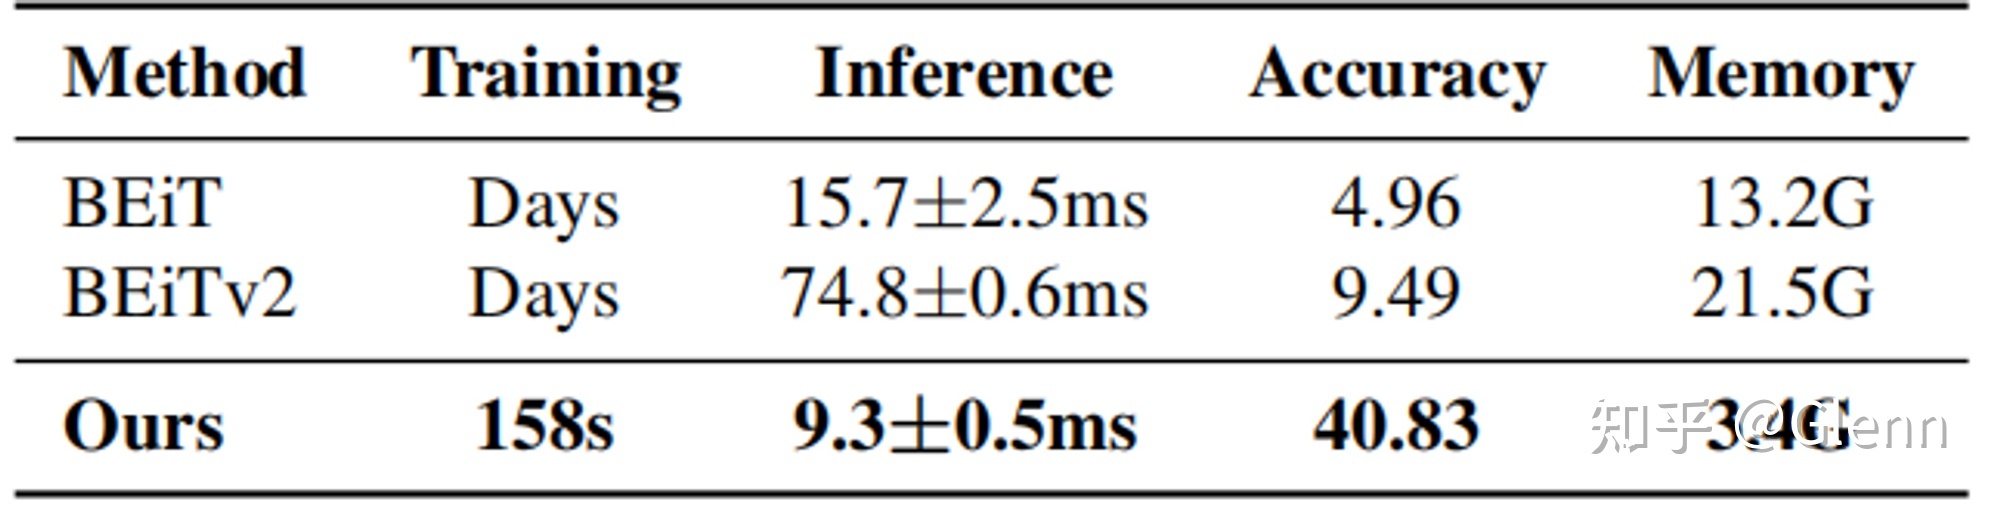 Method Training Inference Accuracy Memory
BEiT Days 15.7±2.5ms 4.96 13.2G
BEiTv2 Days 74.8±0.6ms 9.49 21.5G
Ours 158s 9.3±0.5ms 40.83 3.4G
知乎 @Glenn